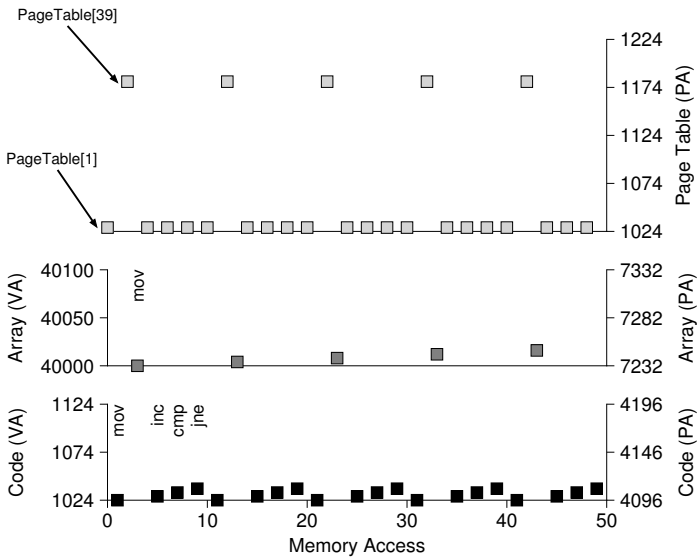 PageTable[39]
PageTable[1]
1224
1174
1124
1074
1024
Page Table (PA)
40100
40050
40000
Array (VA)
mov
7332
7282
7232
Array (PA)
1124
1074
1024
Code (VA)
mov
inc
cmp
jne
4196
4146
4096
Code (PA)
0 10 20 30 40 50
Memory Access